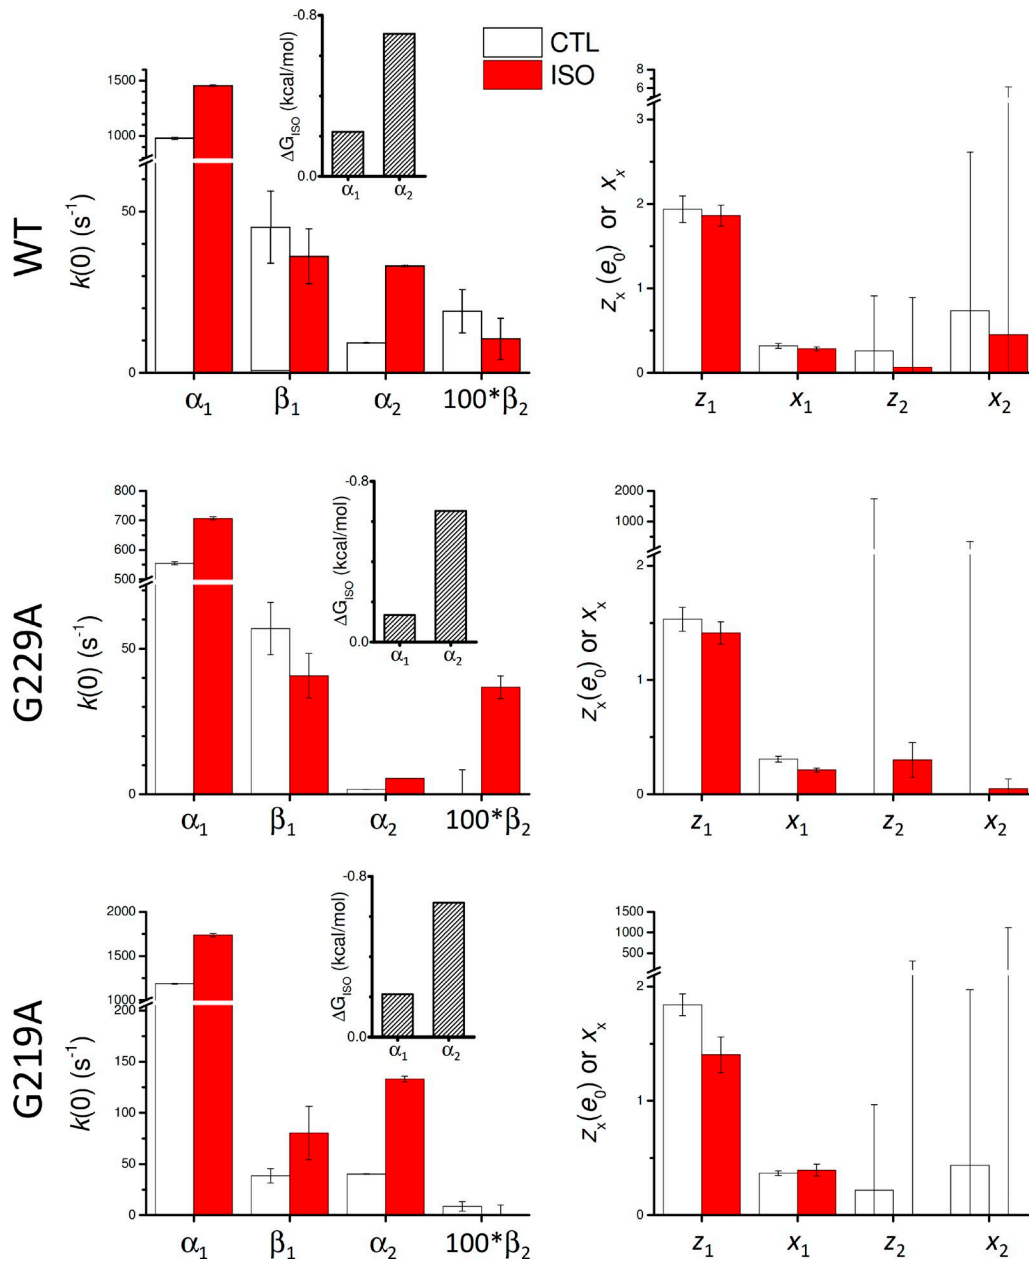 CTL
ISO
WT
k(0) (s⁻¹)
1500
1000
50
0
α₁ β₁ α₂ 100*β₂
ΔG_ISO (kcal/mol)
-0.8
0.0
α₁ α₂
z_x (e₀) or x_x
8
6
3
2
1
0
z₁ x₁ z₂ x₂
G229A
k(0) (s⁻¹)
800
700
600
500
50
0
α₁ β₁ α₂ 100*β₂
ΔG_ISO (kcal/mol)
-0.8
0.0
α₁ α₂
z_x(e₀) or x_x
2000
1000
2
1
0
z₁ x₁ z₂ x₂
G219A
k(0) (s⁻¹)
2000
1500
1000
200
150
100
50
0
α₁ β₁ α₂ 100*β₂
ΔG_ISO (kcal/mol)
-0.8
0.0
α₁ α₂
z_x(e₀) or x_x
1500
1000
500
2
1
0
z₁ x₁ z₂ x₂